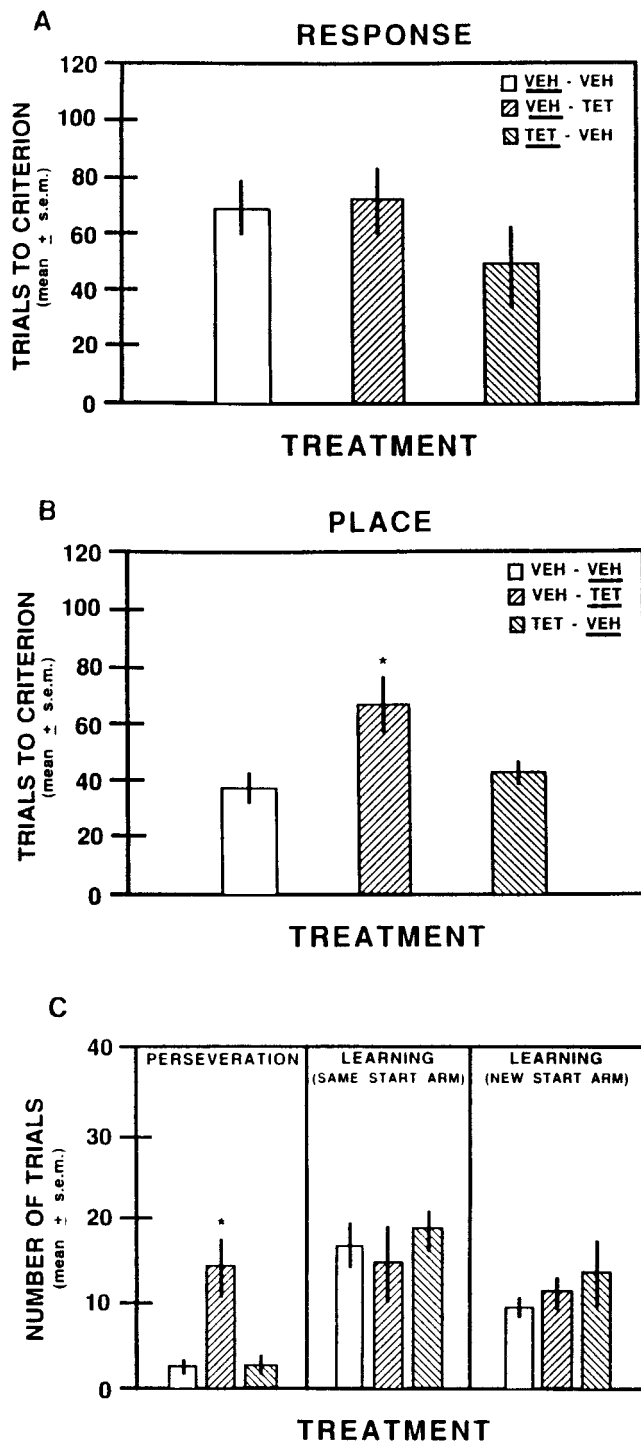 A
RESPONSE
TRIALS TO CRITERION
(mean ± s.e.m.)
120
100
80
60
40
20
0
VEH - VEH
VEH - TET
TET - VEH
TREATMENT
B
PLACE
TRIALS TO CRITERION
(mean ± s.e.m.)
120
100
80
60
40
20
0
VEH - VEH
VEH - TET
TET - VEH
*
TREATMENT
C
NUMBER OF TRIALS
(mean ± s.e.m.)
40
30
20
10
0
PERSEVERATION
*
LEARNING
(SAME START ARM)
LEARNING
(NEW START ARM)
TREATMENT